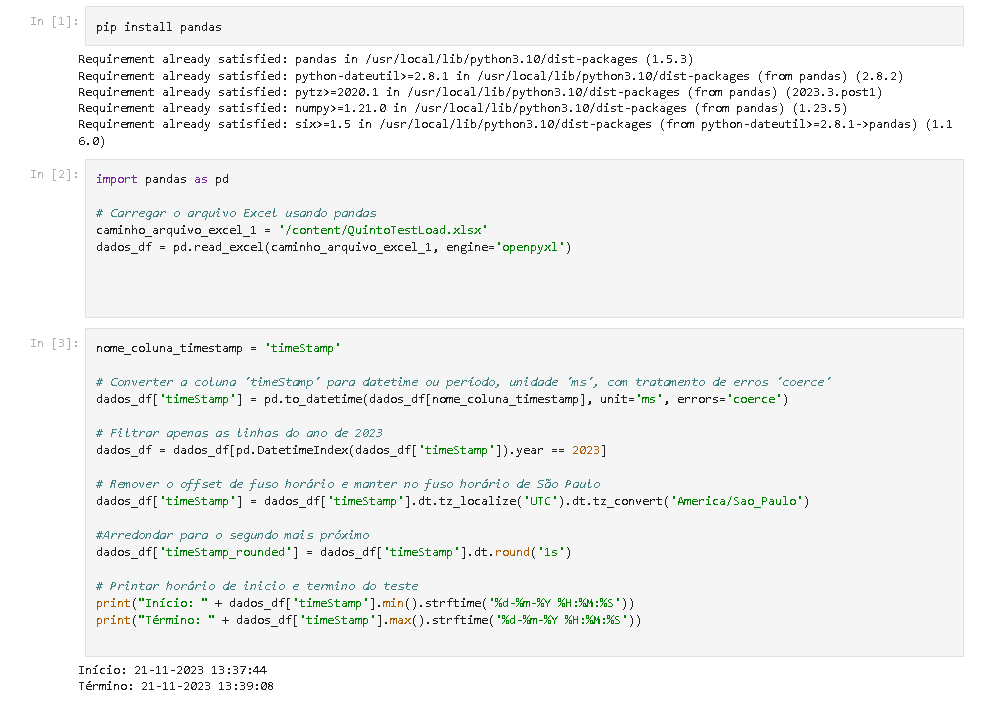 In [1]:
pip install pandas
Requirement already satisfied: pandas in /usr/local/lib/python3.10/dist-packages (1.5.3)
Requirement already satisfied: python-dateutil>=2.8.1 in /usr/local/lib/python3.10/dist-packages (from pandas) (2.8.2)
Requirement already satisfied: pytz>=2020.1 in /usr/local/lib/python3.10/dist-packages (from pandas) (2023.3.post1)
Requirement already satisfied: numpy>=1.21.0 in /usr/local/lib/python3.10/dist-packages (from pandas) (1.23.5)
Requirement already satisfied: six>=1.5 in /usr/local/lib/python3.10/dist-packages (from python-dateutil>=2.8.1->pandas) (1.1
6.0)
In [2]:
import pandas as pd
# Carregar o arquivo Excel usando pandas
caminho_arquivo_excel_1 = '/content/QuintoTestLoad.xlsx'
dados_df = pd.read_excel(caminho_arquivo_excel_1, engine='openpyxl')
In [3]:
nome_coluna_timestamp = 'timeStamp'
# Converter a coluna 'timeStamp' para datetime ou período, unidade 'ms', com tratamento de erros 'coerce'
dados_df['timeStamp'] = pd.to_datetime(dados_df[nome_coluna_timestamp], unit='ms', errors='coerce')
# Filtrar apenas as linhas do ano de 2023
dados_df = dados_df[pd.DatetimeIndex(dados_df['timeStamp']).year == 2023]
# Remover o offset de fuso horário e manter no fuso horário de São Paulo
dados_df['timeStamp'] = dados_df['timeStamp'].dt.tz_localize('UTC').dt.tz_convert('America/Sao_Paulo')
#Arredondar para o segundo mais próximo
dados_df['timeStamp_rounded'] = dados_df['timeStamp'].dt.round('1s')
# Printar horário de inicio e termino do teste
print("Início: " + dados_df['timeStamp'].min().strftime('%d-%m-%Y %H:%M:%S'))
print("Término: " + dados_df['timeStamp'].max().strftime('%d-%m-%Y %H:%M:%S'))
Início: 21-11-2023 13:37:44
Término: 21-11-2023 13:39:08